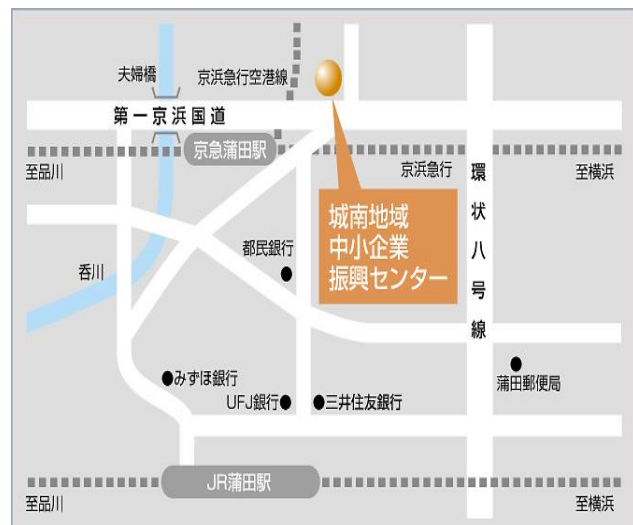 夫婦橋
京浜急行空港線
第一京浜国道
京急蒲田駅
至品川
京浜急行
至横浜
環状八号線
城南地域
中小企業
振興センター
都民銀行
呑川
みずほ銀行
UFJ銀行
三井住友銀行
蒲田郵便局
JR蒲田駅
至品川
至横浜